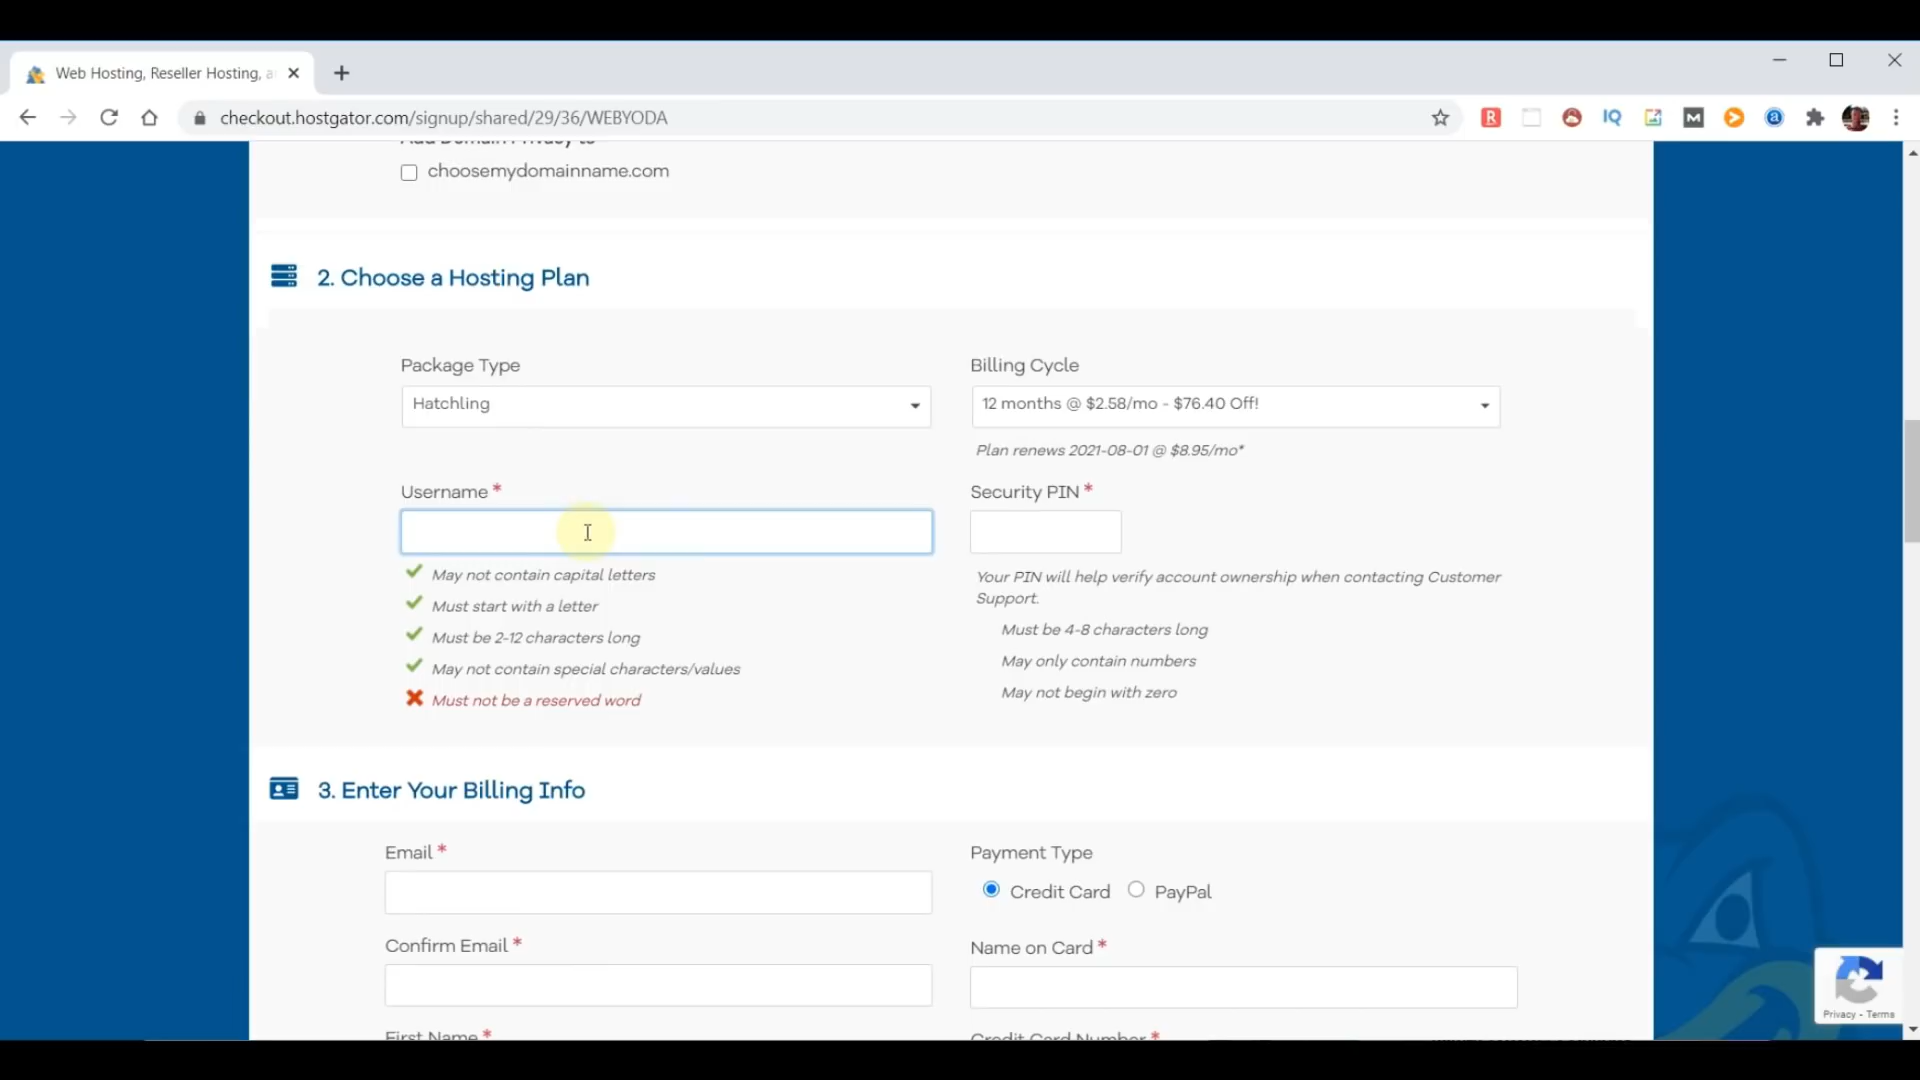 Web Hosting, Reseller Hosting, a
checkout.hostgator.com/signup/shared/29/36/WEBYODA
R
IQ
M
a
Add Domain Privacy to
choosemydomainname.com
2. Choose a Hosting Plan
Package Type
Billing Cycle
Hatchling
12 months @ $2.58/mo - $76.40 Off!
Plan renews 2021-08-01 @ $8.95/mo*
Username *
Security PIN *
May not contain capital letters
Must start with a letter
Must be 2-12 characters long
May not contain special characters/values
Must not be a reserved word
Your PIN will help verify account ownership when contacting Customer
Support.
Must be 4-8 characters long
May only contain numbers
May not begin with zero
3. Enter Your Billing Info
Email *
Payment Type
Credit Card
PayPal
Confirm Email *
Name on Card *
First Name *
Credit Card Number *
Privacy - Terms